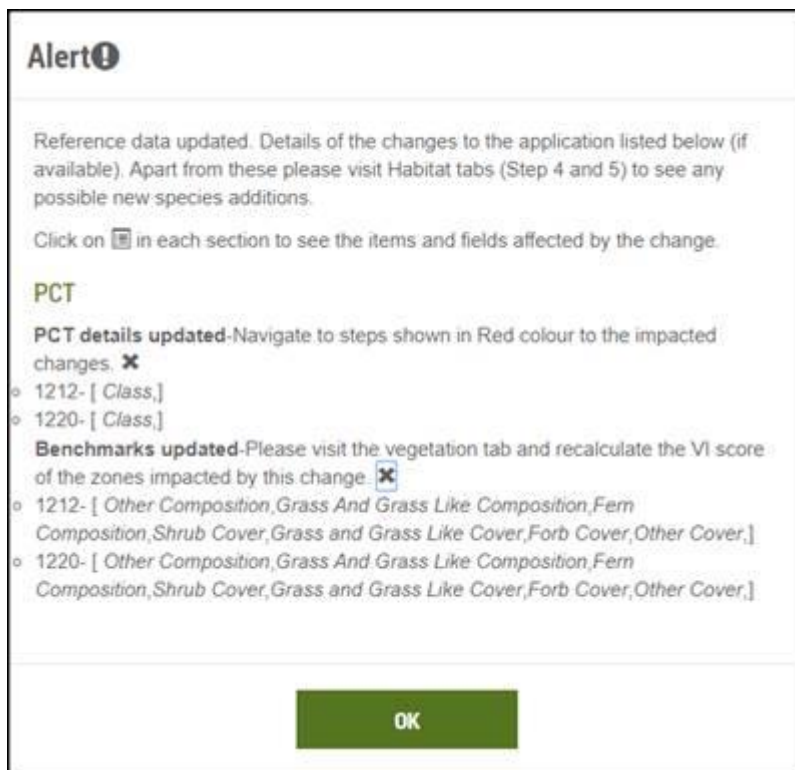 Alert
Reference data updated. Details of the changes to the application listed below (if
available). Apart from these please visit Habitat tabs (Step 4 and 5) to see any
possible new species additions.
Click on in each section to see the items and fields affected by the change.
PCT
PCT details updated-Navigate to steps shown in Red colour to the impacted
changes.
1212- [ Class,]
1220- [ Class,]
Benchmarks updated-Please visit the vegetation tab and recalculate the VI score
of the zones impacted by this change.
1212- [ Other Composition,Grass And Grass Like Composition,Fern
Composition,Shrub Cover,Grass and Grass Like Cover,Forb Cover,Other Cover,]
1220- [ Other Composition,Grass And Grass Like Composition,Fern
Composition,Shrub Cover,Grass and Grass Like Cover,Forb Cover,Other Cover,]
OK